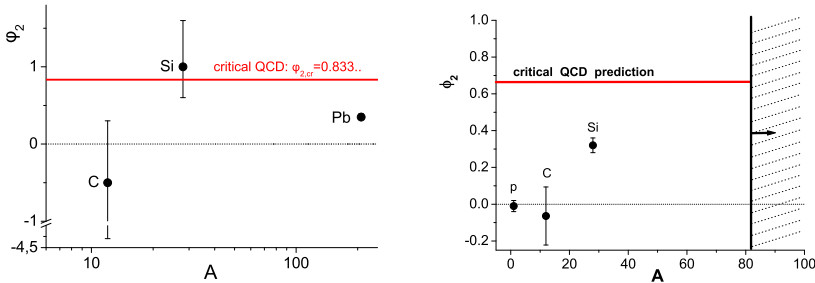 φ2
1
0
-1
-4,5
Si
critical QCD: φ2,cr=0.833..
Pb
C
10
100
A
ϕ2
1.0
0.8
0.6
0.4
0.2
0.0
-0.2
critical QCD prediction
Si
p
C
0
20
40
60
80
100
A